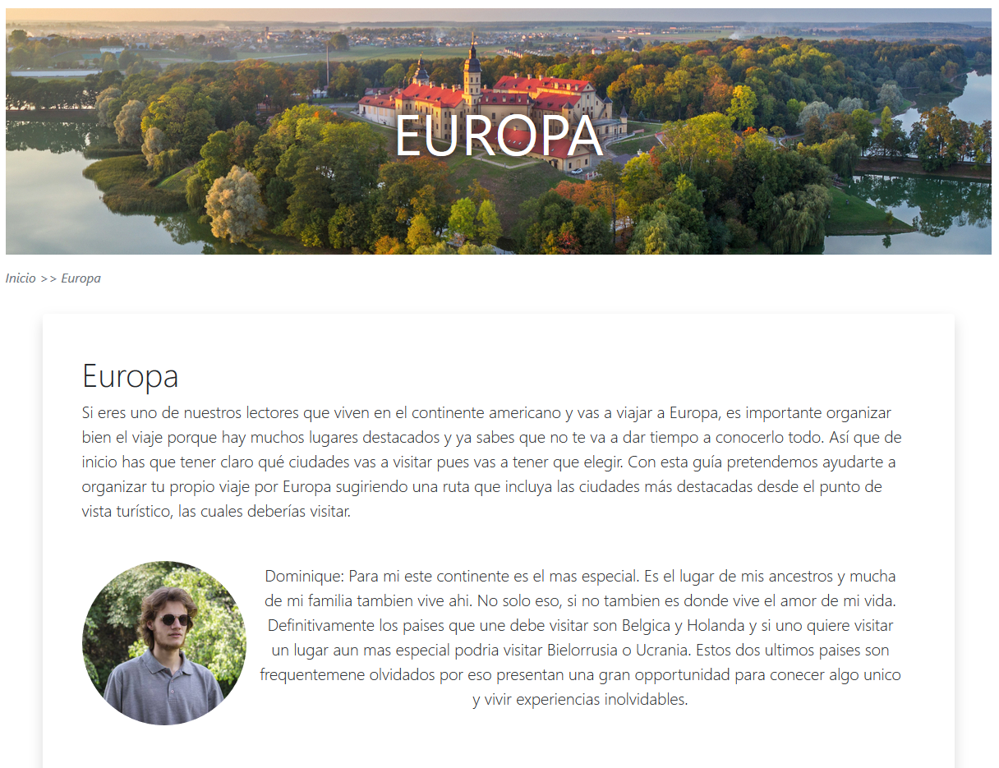 EUROPA
Inicio >> Europa
Europa
Si eres uno de nuestros lectores que viven en el continente americano y vas a viajar a Europa, es importante organizar
bien el viaje porque hay muchos lugares destacados y ya sabes que no te va a dar tiempo a conocerlo todo. Así que de
inicio has que tener claro qué ciudades vas a visitar pues vas a tener que elegir. Con esta guía pretendemos ayudarte a
organizar tu propio viaje por Europa sugiriendo una ruta que incluya las ciudades más destacadas desde el punto de
vista turístico, las cuales deberías visitar.
Dominique: Para mi este continente es el mas especial. Es el lugar de mis ancestros y mucha
de mi familia tambien vive ahi. No solo eso, si no tambien es donde vive el amor de mi vida.
Definitivamente los paises que une debe visitar son Belgica y Holanda y si uno quiere visitar
un lugar aun mas especial podria visitar Bielorrusia o Ucrania. Estos dos ultimos paises son
frequentemene olvidados por eso presentan una gran opportunidad para conecer algo unico
y vivir experiencias inolvidables.